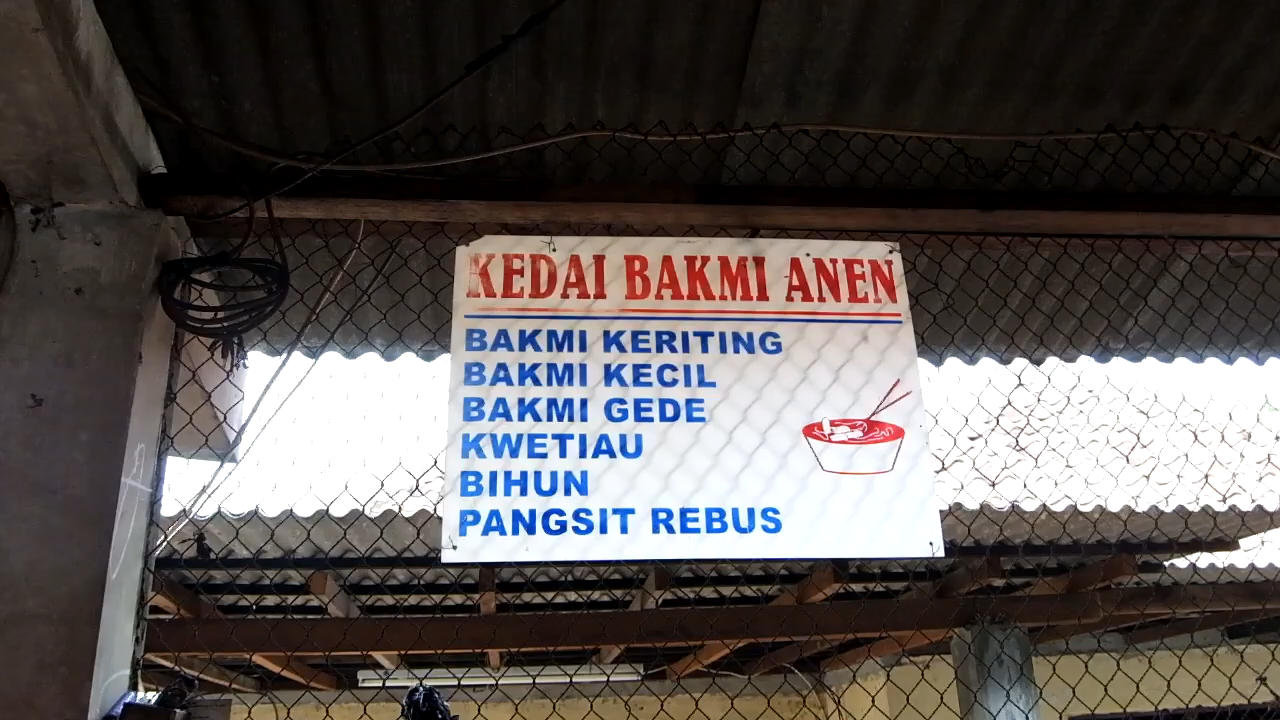 KEDAI BAKMI ANEN
BAKMI KERITING
BAKMI KECIL
BAKMI GEDE
KWETIAU
BIHUN
PANGSIT REBUS